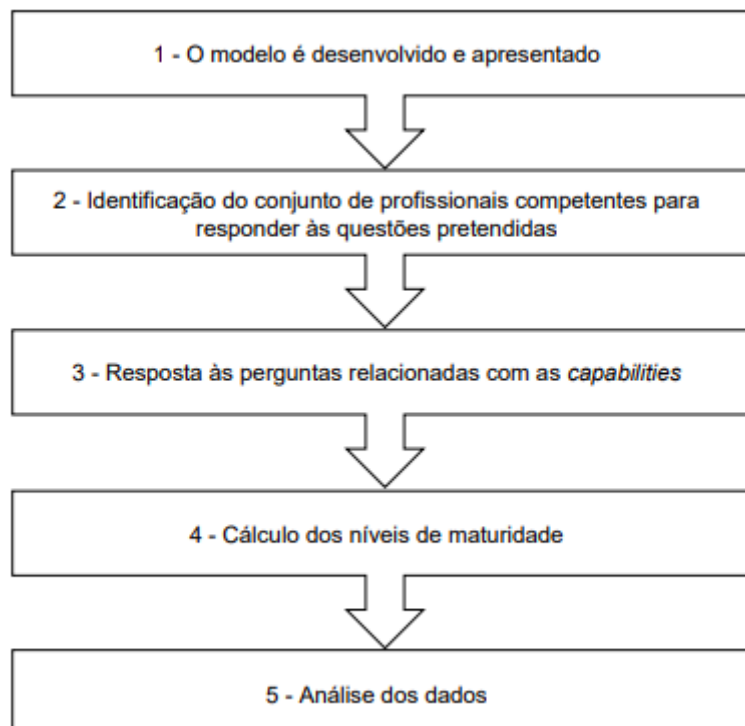 1 - O modelo é desenvolvido e apresentado
2 - Identificação do conjunto de profissionais competentes para
responder às questões pretendidas
3 - Resposta às perguntas relacionadas com as capabilities
4 - Cálculo dos níveis de maturidade
5 - Análise dos dados